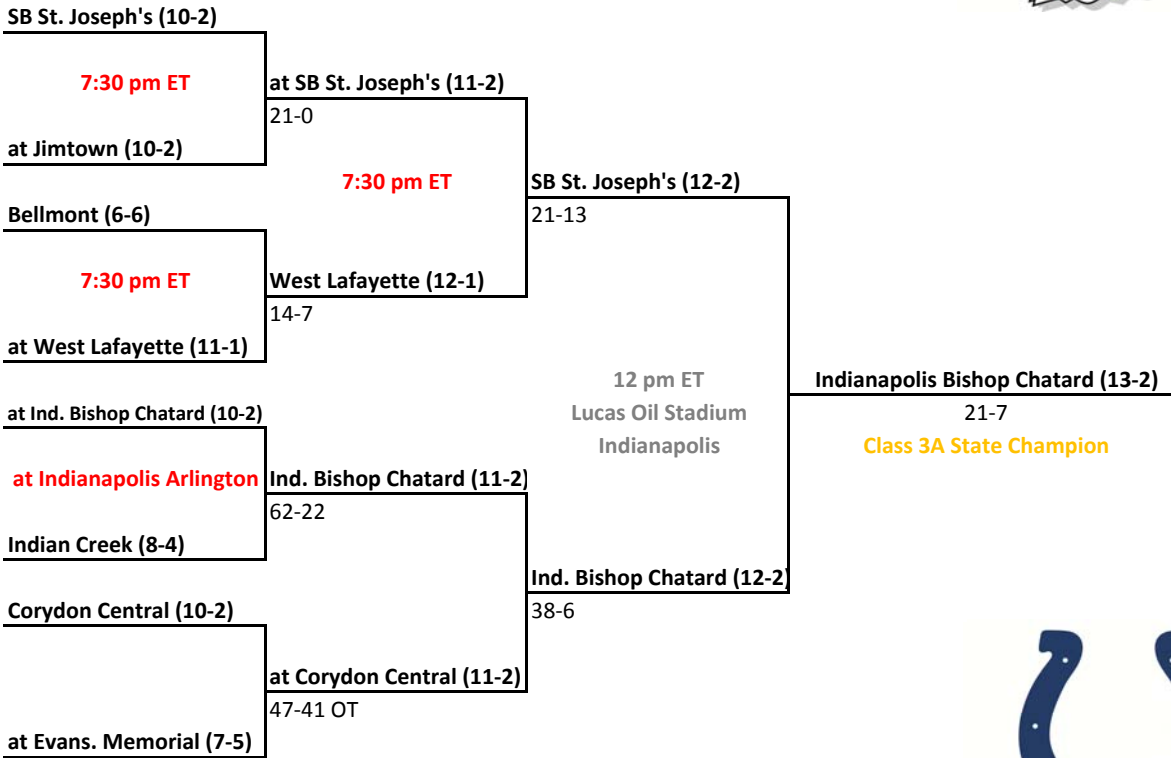 SB St. Joseph's (10-2)
7:30 pm ET
at SB St. Joseph's (11-2)
21-0
at Jimtown (10-2)
7:30 pm ET
SB St. Joseph's (12-2)
21-13
Bellmont (6-6)
7:30 pm ET
West Lafayette (12-1)
14-7
at West Lafayette (11-1)
12 pm ET
Lucas Oil Stadium
Indianapolis
Indianapolis Bishop Chatard (13-2)
21-7
Class 3A State Champion
at Ind. Bishop Chatard (10-2)
at Indianapolis Arlington
Ind. Bishop Chatard (11-2)
62-22
Indian Creek (8-4)
Ind. Bishop Chatard (12-2)
38-6
Corydon Central (10-2)
at Corydon Central (11-2)
47-41 OT
at Evans. Memorial (7-5)